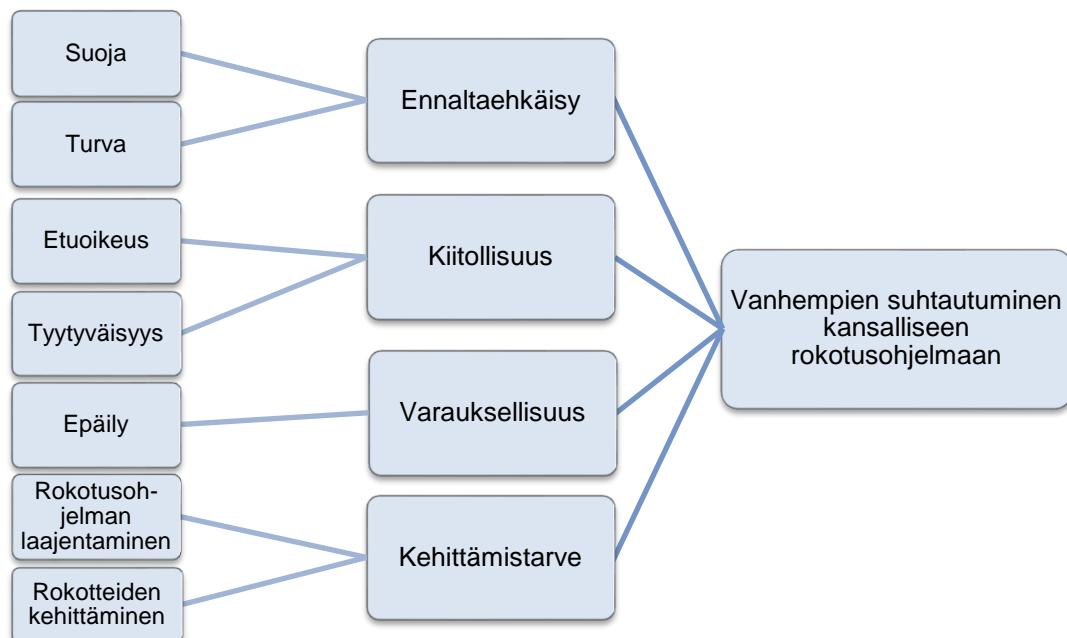 Suoja
Turva
Etuoikeus
Tyytyväisyys
Epäily
Rokotusoh-
jelman
laajentaminen
Rokotteiden
kehittäminen
Ennaltaehkäisy
Kiitollisuus
Varauksellisuus
Kehittämistarve
Vanhempien suhtautuminen
kansalliseen
rokotusohjelmaan